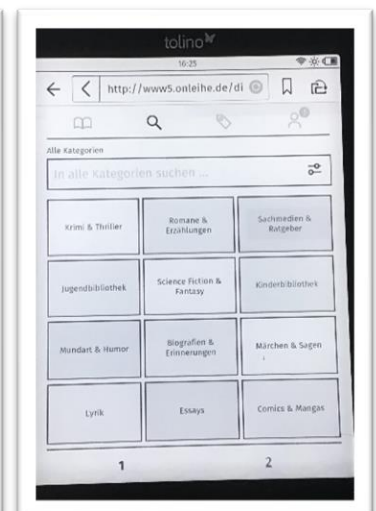 tolino
16:25
http://www5.onleihe.de/di
Alle Kategorien
In alle Kategorien suchen ...
Krimi & Thriller
Romane &
Erzählungen
Sachmedien &
Ratgeber
Jugendbibliothek
Science Fiction &
Fantasy
Kinderbibliothek
Mundart & Humor
Biografien &
Erinnerungen
Märchen & Sagen
Lyrik
Essays
Comics & Mangas
1
2